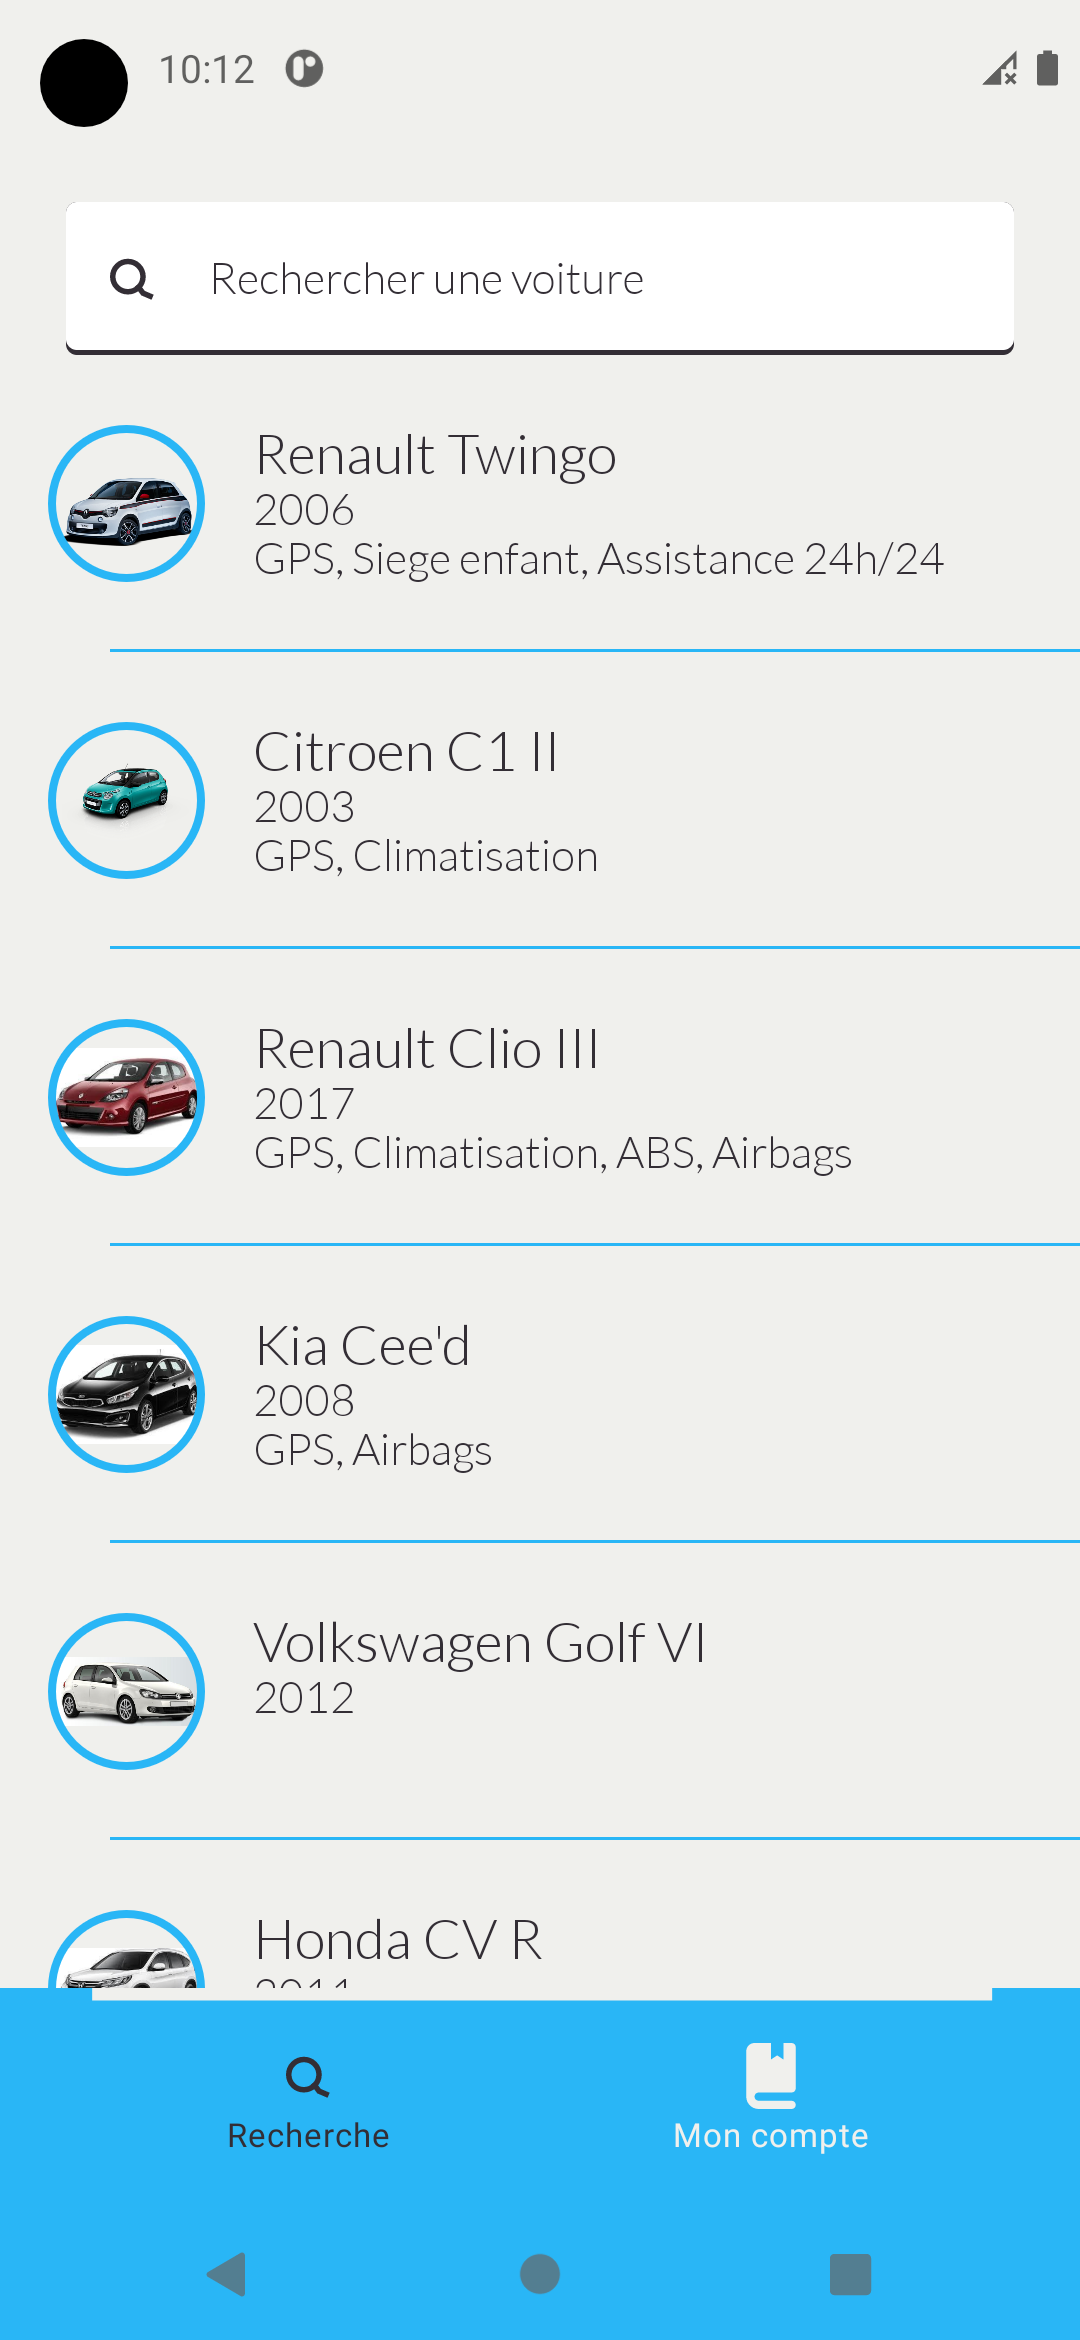 10:12
Rechercher une voiture
Renault Twingo
2006
GPS, Siege enfant, Assistance 24h/24
Citroen C1 II
2003
GPS, Climatisation
Renault Clio III
2017
GPS, Climatisation, ABS, Airbags
Kia Cee'd
2008
GPS, Airbags
Volkswagen Golf VI
2012
Honda CV R
2011
Recherche
Mon compte